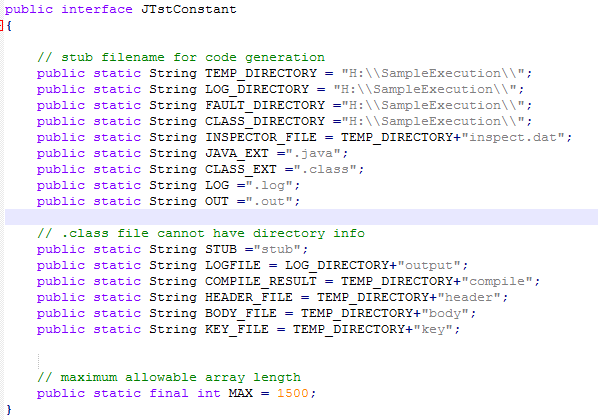 public interface JTstConstant
{
// stub filename for code generation
public static String TEMP_DIRECTORY = "H:\\SampleExecution\\";
public static String LOG_DIRECTORY = "H:\\SampleExecution\\";
public static String FAULT_DIRECTORY ="H:\\SampleExecution\\";
public static String CLASS_DIRECTORY ="H:\\SampleExecution\\";
public static String INSPECTOR_FILE = TEMP_DIRECTORY+"inspect.dat";
public static String JAVA_EXT =".java";
public static String CLASS_EXT =".class";
public static String LOG =".log";
public static String OUT =".out";
// .class file cannot have directory info
public static String STUB ="stub";
public static String LOGFILE = LOG_DIRECTORY+"output";
public static String COMPILE_RESULT = TEMP_DIRECTORY+"compile";
public static String HEADER_FILE = TEMP_DIRECTORY+"header";
public static String BODY_FILE = TEMP_DIRECTORY+"body";
public static String KEY_FILE = TEMP_DIRECTORY+"key";
// maximum allowable array length
public static final int MAX = 1500;
}